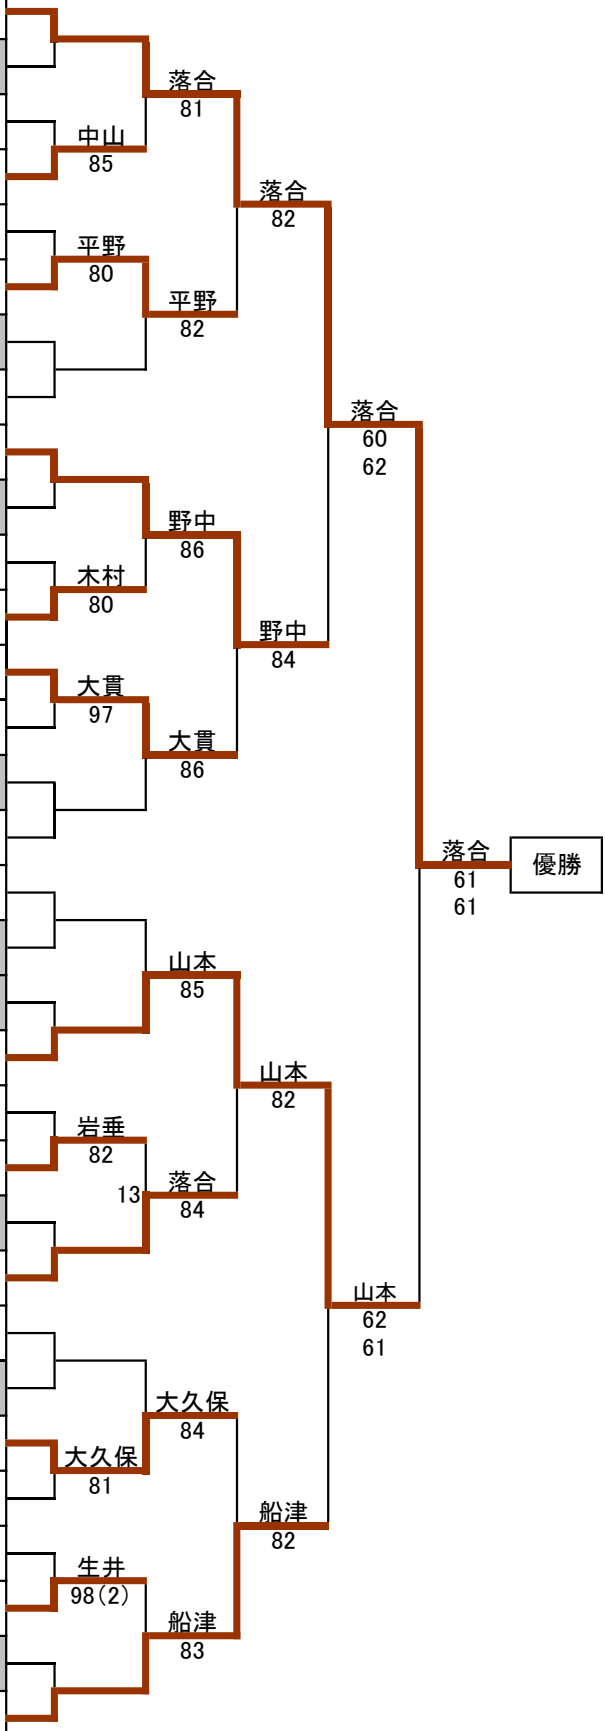 落合
81
中山
85
落合
82
平野
80
平野
82
落合
60
62
野中
86
木村
80
野中
84
大貫
97
大貫
86
落合
61
61
優勝
山本
85
山本
82
岩垂
82
13
落合
84
山本
62
61
大久保
84
大久保
81
船津
82
生井
98(2)
船津
83